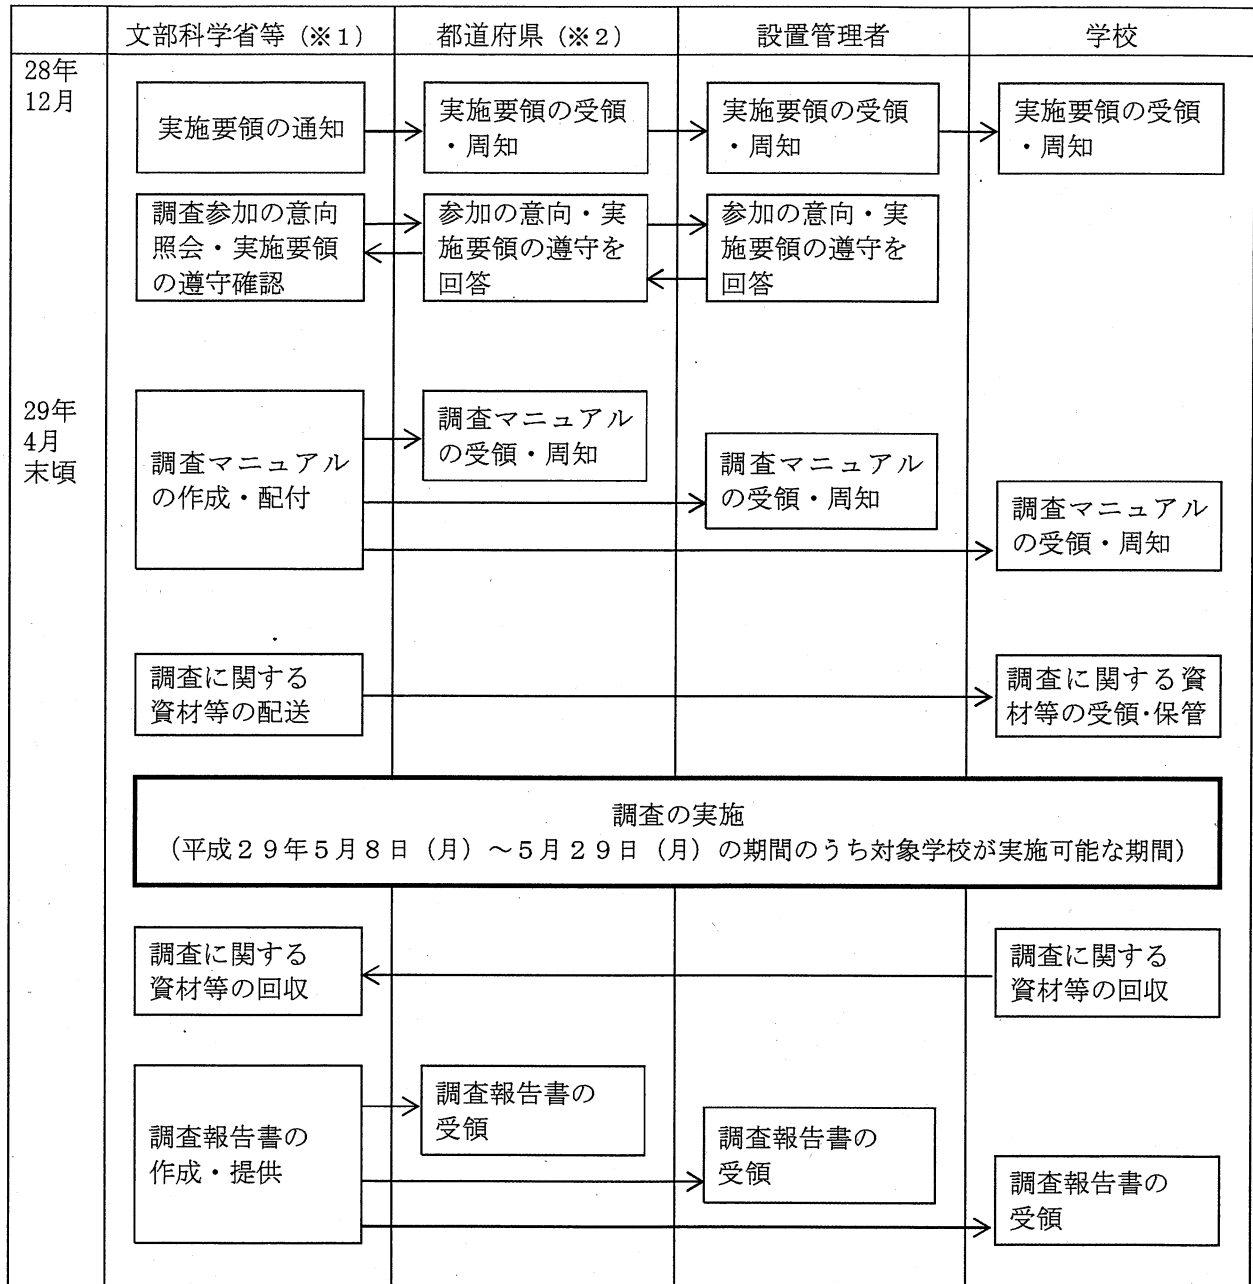 文部科学省等（※１）
都道府県（※２）
設置管理者
学校
28年
12月
実施要領の通知
実施要領の受領
・周知
実施要領の受領
・周知
実施要領の受領
・周知
調査参加の意向
照会・実施要領
の遵守確認
参加の意向・実
施要領の遵守を
回答
参加の意向・実
施要領の遵守を
回答
29年
4月
末頃
調査マニュアル
の作成・配付
調査マニュアル
の受領・周知
調査マニュアル
の受領・周知
調査マニュアル
の受領・周知
調査に関する
資材等の配送
調査に関する資
材等の受領・保管
調査の実施
（平成２９年５月８日（月）～５月２９日（月）の期間のうち対象学校が実施可能な期間）
調査に関する
資材等の回収
調査に関する
資材等の回収
調査報告書の
作成・提供
調査報告書の
受領
調査報告書の
受領
調査報告書の
受領